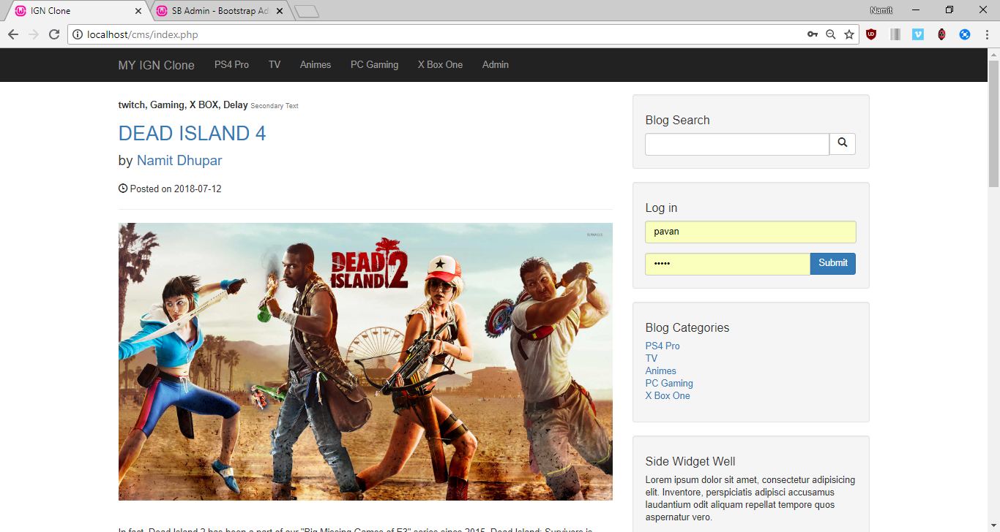 IGN Clone
SB Admin - Bootstrap Ad
Namit
localhost/cms/index.php
MY IGN Clone PS4 Pro TV Animes PC Gaming X Box One Admin
twitch, Gaming, X BOX, Delay Secondary Text
DEAD ISLAND 4
by Namit Dhupar
Posted on 2018-07-12
DEAD
ISLAND 2
In fact, Dead Island 2 has been a part of our "Big Missing Games of E3" series since 2015. Dead Island: Survivors is
Blog Search
Log in
pavan
•••••
Submit
Blog Categories
PS4 Pro
TV
Animes
PC Gaming
X Box One
Side Widget Well
Lorem ipsum dolor sit amet, consectetur adipisicing
elit. Inventore, perspiciatis adipisci accusamus
laudantium odit aliquam repellat tempore quos
aspernatur vero.